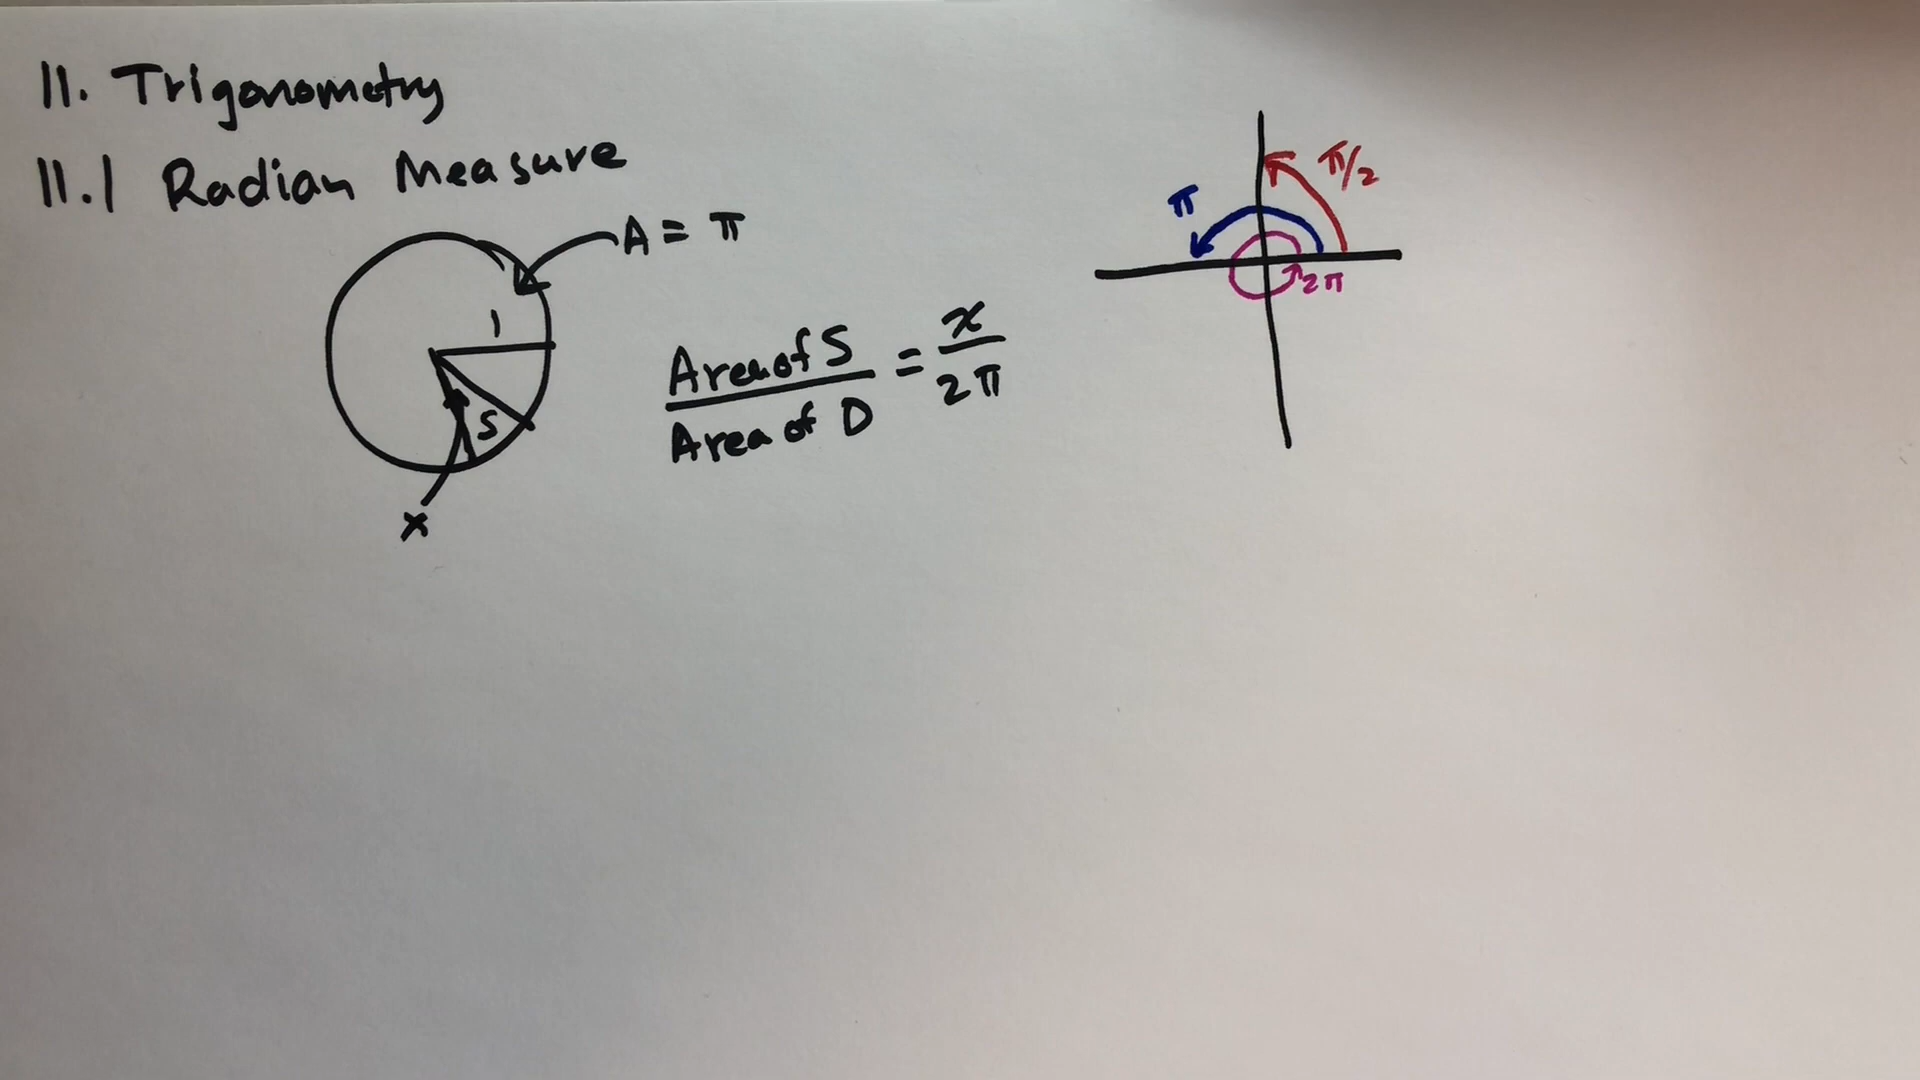 11. Trigonometry
11.1 Radian Measure
A = π
1
S
x
Area of S / Area of D = x / 2π
π/2
π
2π